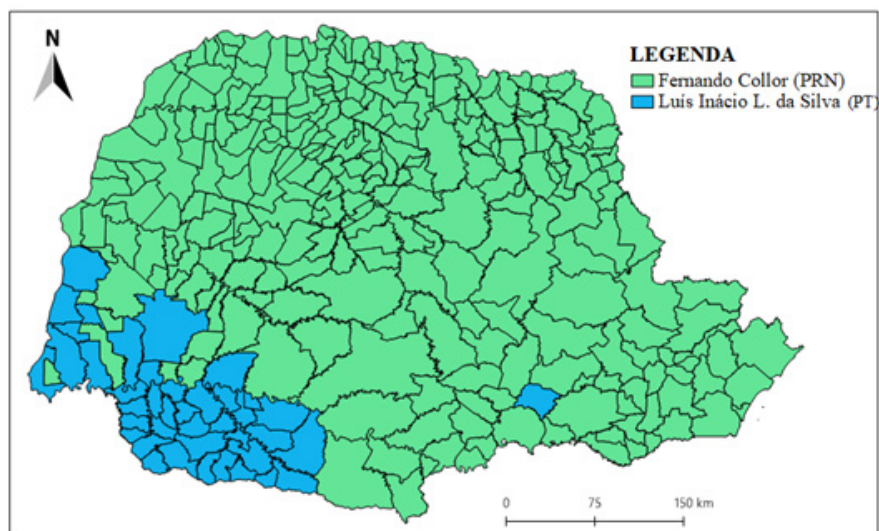 N
LEGENDA
Fernando Collor (PRN)
Luís Inácio L. da Silva (PT)
0 75 150 km